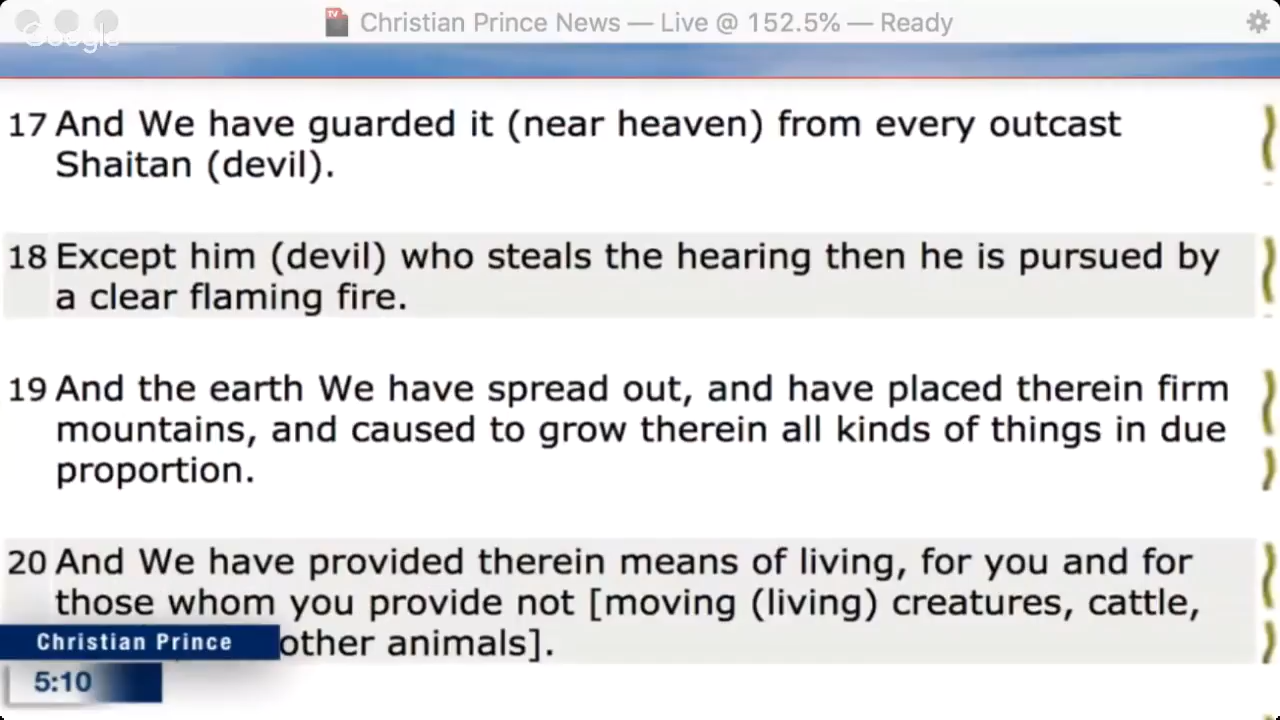 Google
TV
Christian Prince News — Live @ 152.5% — Ready
17 And We have guarded it (near heaven) from every outcast
Shaitan (devil).
18 Except him (devil) who steals the hearing then he is pursued by
a clear flaming fire.
19 And the earth We have spread out, and have placed therein firm
mountains, and caused to grow therein all kinds of things in due
proportion.
20 And We have provided therein means of living, for you and for
those whom you provide not [moving (living) creatures, cattle,
other animals].
Christian Prince
5:10